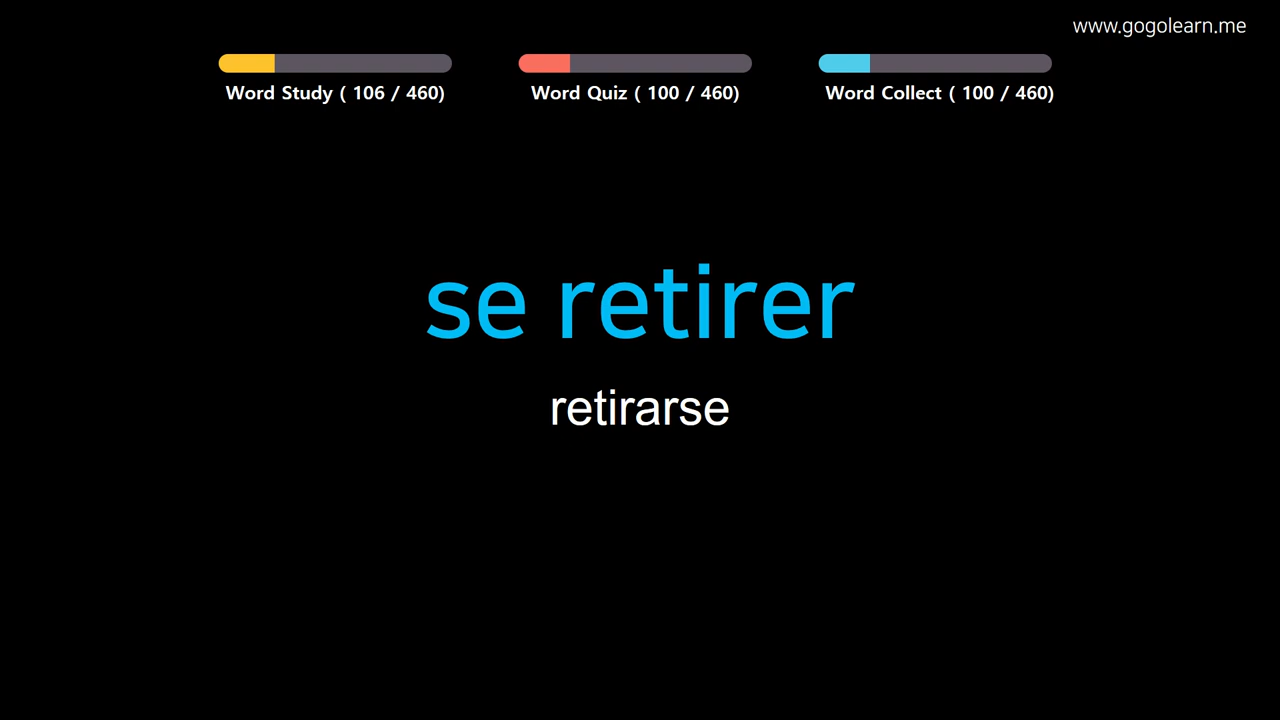 www.gogolearn.me
Word Study ( 106 / 460)
Word Quiz ( 100 / 460)
Word Collect ( 100 / 460)
se retirer
retirarse